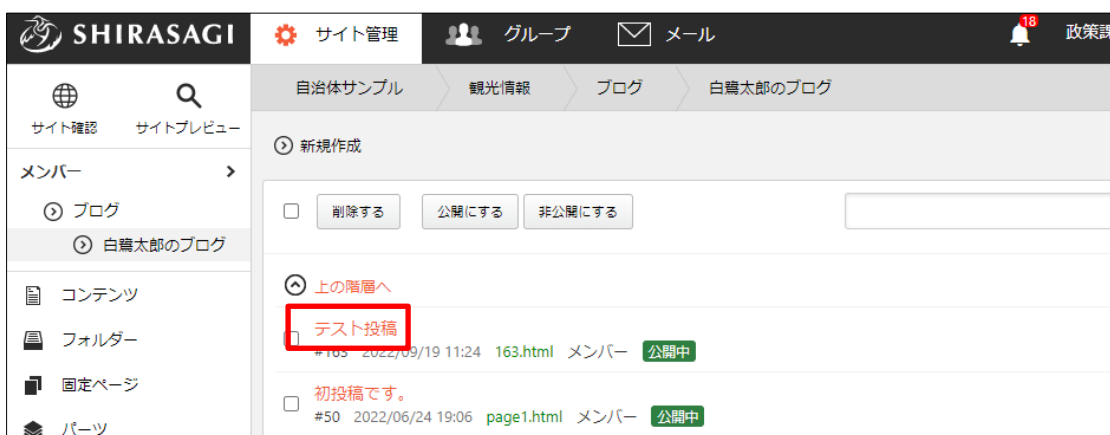 SHIRASAGI
サイト管理
グループ
メール
18
政策課
サイト確認
サイトプレビュー
自治体サンプル
観光情報
ブログ
白鷺太郎のブログ
メンバー
ブログ
白鷺太郎のブログ
コンテンツ
フォルダー
固定ページ
パーツ
新規作成
削除する
公開にする
非公開にする
上の階層へ
テスト投稿
#163 2022/09/19 11:24 163.html メンバー 公開中
初投稿です。
#50 2022/06/24 19:06 page1.html メンバー 公開中